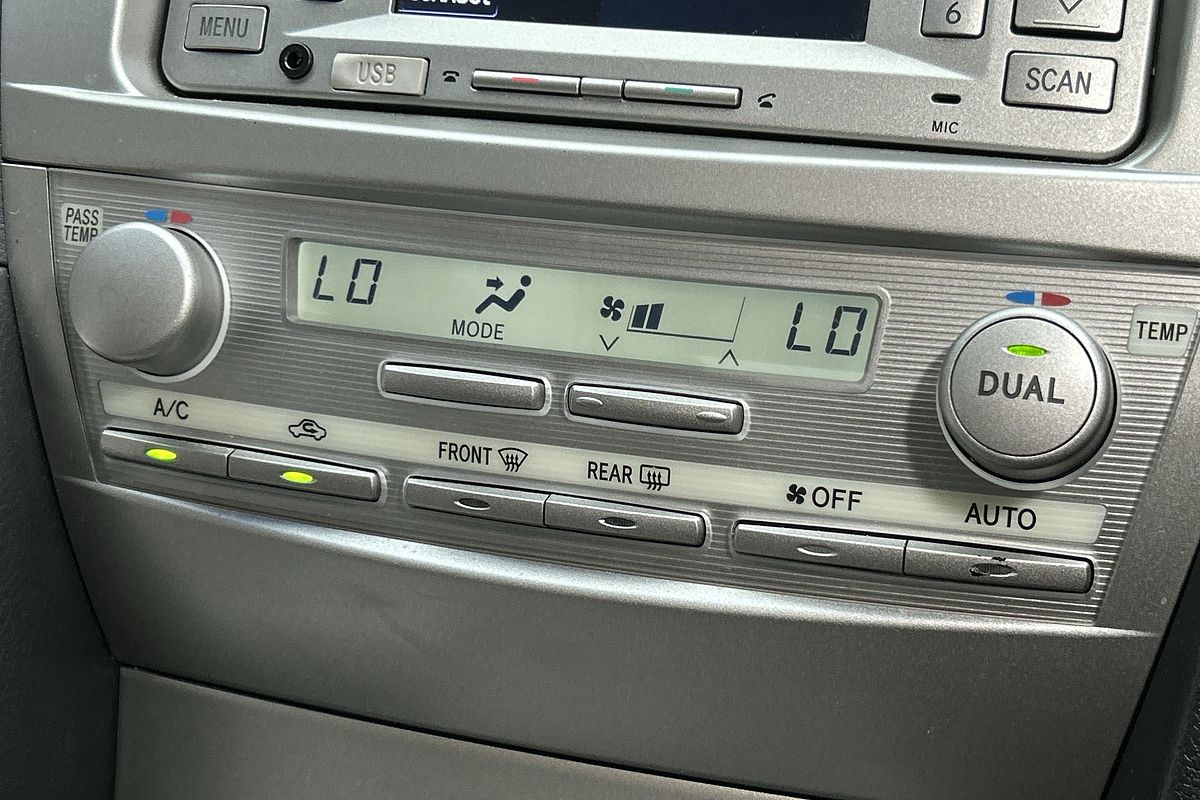 MENU
USB
6
SCAN
MIC
PASS
TEMP
LO
MODE
LO
TEMP
DUAL
A/C
FRONT
REAR
OFF
AUTO